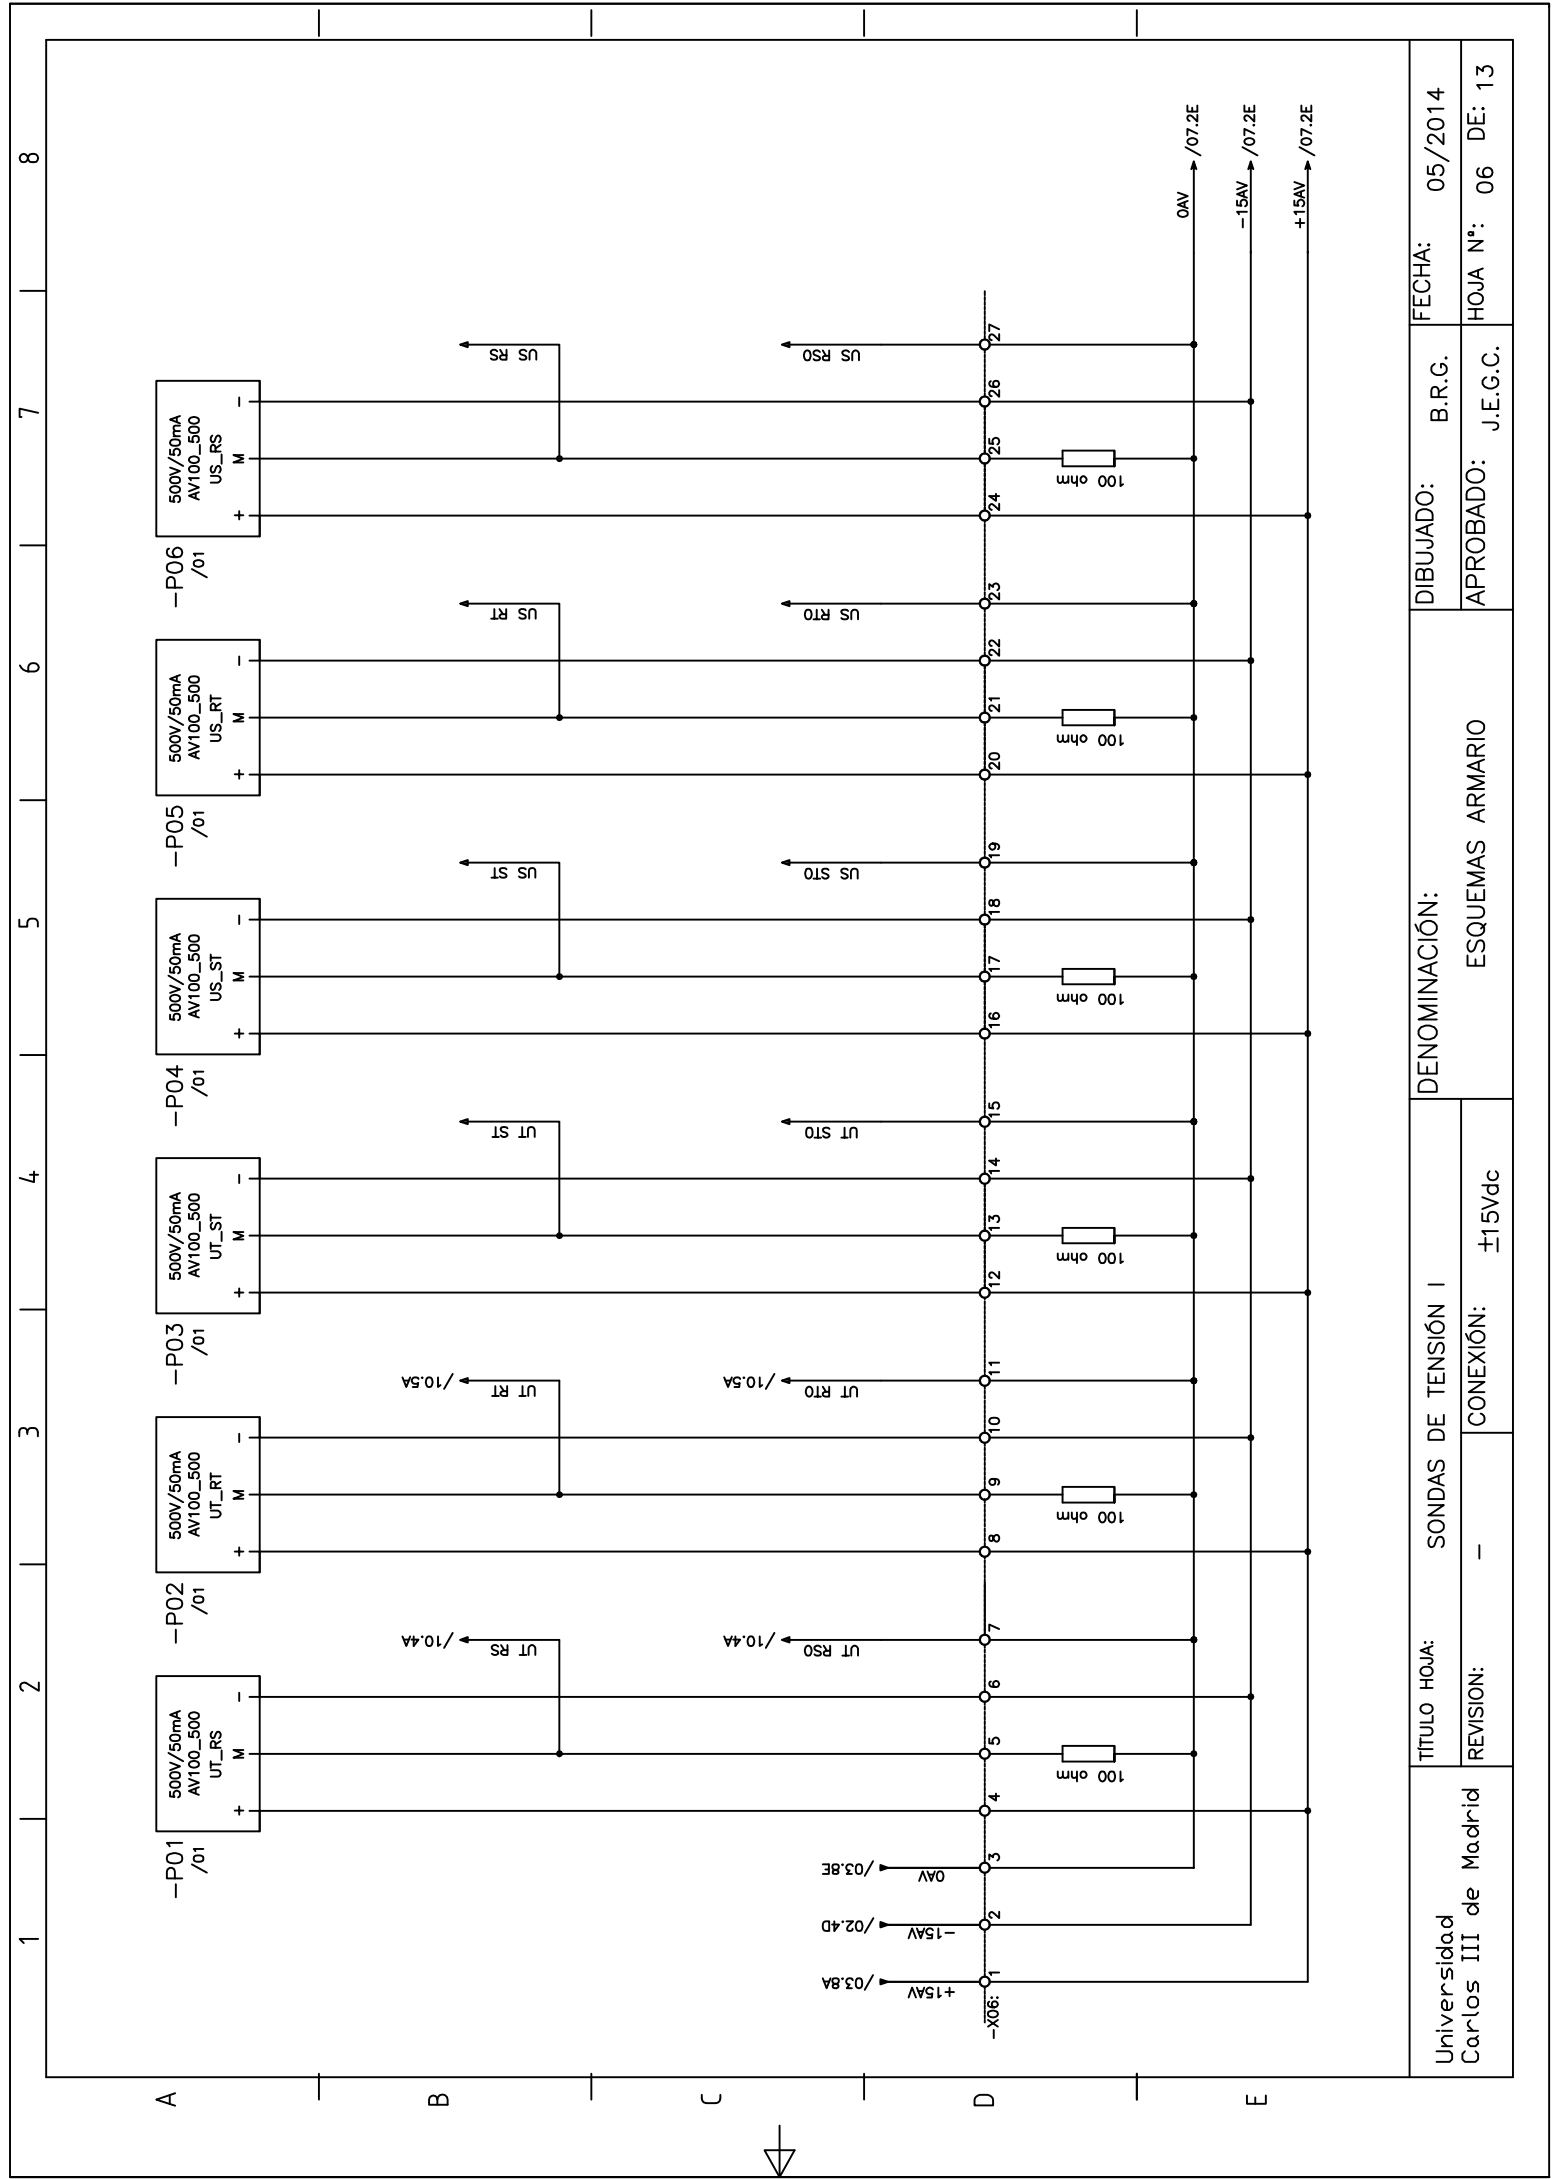 1 2 3 4 5 6 7 8
A
B
C
D
E
-P01
/01
500V/50mA
AV100_500
UT_RS
+ M -
-P02
/01
500V/50mA
AV100_500
UT_RT
+ M -
-P03
/01
500V/50mA
AV100_500
UT_ST
+ M -
-P04
/01
500V/50mA
AV100_500
US_ST
+ M -
-P05
/01
500V/50mA
AV100_500
US_RT
+ M -
-P06
/01
500V/50mA
AV100_500
US_RS
+ M -
/10.4A
UT RS
/10.5A
UT RT
UT ST
US ST
US RT
US RS
/10.4A
UT RS0
/10.5A
UT RT0
UT ST0
US ST0
US RT0
US RS0
/03.8A
+15AV
/02.4D
-15AV
/03.8E
0AV
-X06:
1 2 3 4 5 6 7 8 9 10 11 12 13 14 15 16 17 18 19 20 21 22 23 24 25 26 27
100 ohm
100 ohm
100 ohm
100 ohm
100 ohm
100 ohm
0AV
/07.2E
-15AV
/07.2E
+15AV
/07.2E
Universidad
Carlos III de Madrid
TÍTULO HOJA:
SONDAS DE TENSIÓN I
REVISION:
-
CONEXIÓN:
±15Vdc
DENOMINACIÓN:
ESQUEMAS ARMARIO
DIBUJADO: B.R.G.
APROBADO: J.E.G.C.
FECHA: 05/2014
HOJA Nº: 06 DE: 13